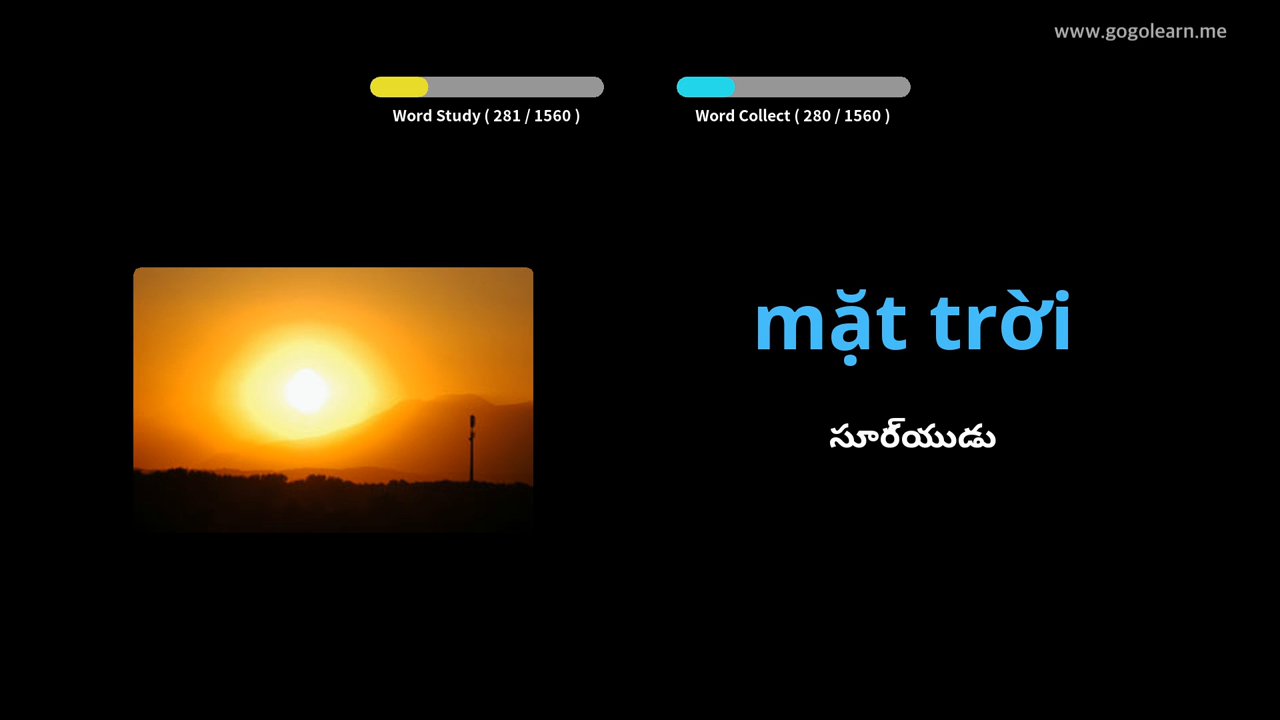 www.gogolearn.me
Word Study ( 281 / 1560 )
Word Collect ( 280 / 1560 )
mặt trời
సూర్యుడు